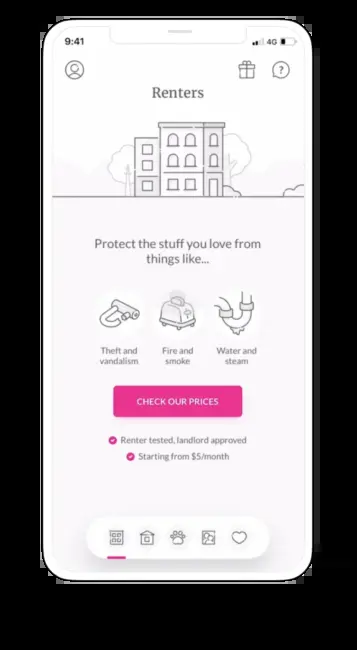 9:41
4G
?
Renters
Protect the stuff you love from
things like...
Theft and
vandalism
Fire and
smoke
Water and
steam
CHECK OUR PRICES
Renter tested, landlord approved
Starting from $5/month